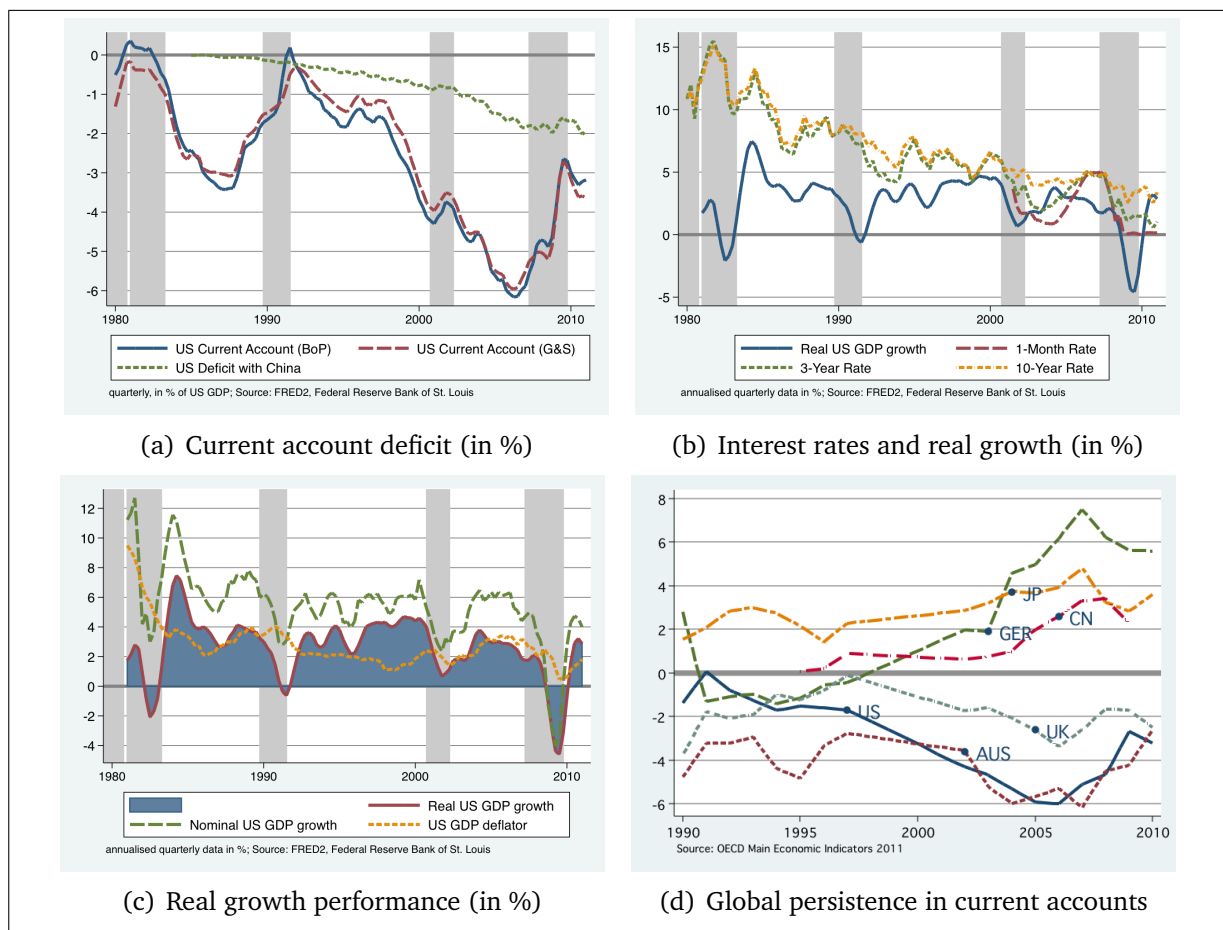 0
-1
-2
-3
-4
-5
-6
1980 1990 2000 2010
US Current Account (BoP) US Current Account (G&S)
US Deficit with China
quarterly, in % of US GDP; Source: FRED2, Federal Reserve Bank of St. Louis
(a) Current account deficit (in %)
15
10
5
0
-5
1980 1990 2000 2010
Real US GDP growth 1-Month Rate
3-Year Rate 10-Year Rate
annualised quarterly data in %; Source: FRED2, Federal Reserve Bank of St. Louis
(b) Interest rates and real growth (in %)
12
10
8
6
4
2
0
-2
-4
1980 1990 2000 2010
Real US GDP growth
Nominal US GDP growth US GDP deflator
annualised quarterly data in %; Source: FRED2, Federal Reserve Bank of St. Louis
(c) Real growth performance (in %)
8
6
4
2
0
-2
-4
-6
JP
CN
GER
US
UK
AUS
1990 1995 2000 2005 2010
Source: OECD Main Economic Indicators 2011
(d) Global persistence in current accounts